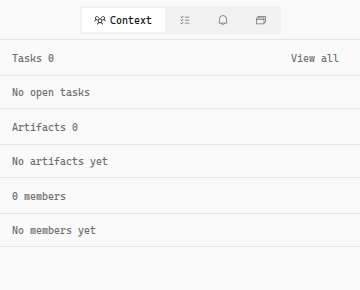 Context
Tasks 0 View all
No open tasks
Artifacts 0
No artifacts yet
0 members
No members yet